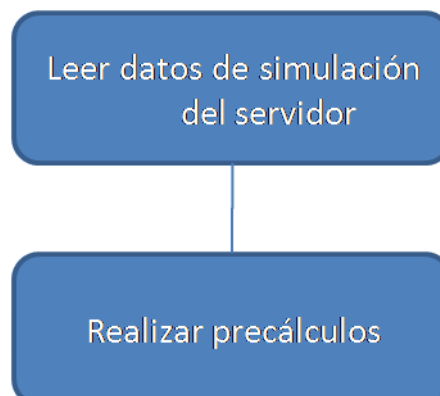 Leer datos de simulación
del servidor
Realizar precálculos